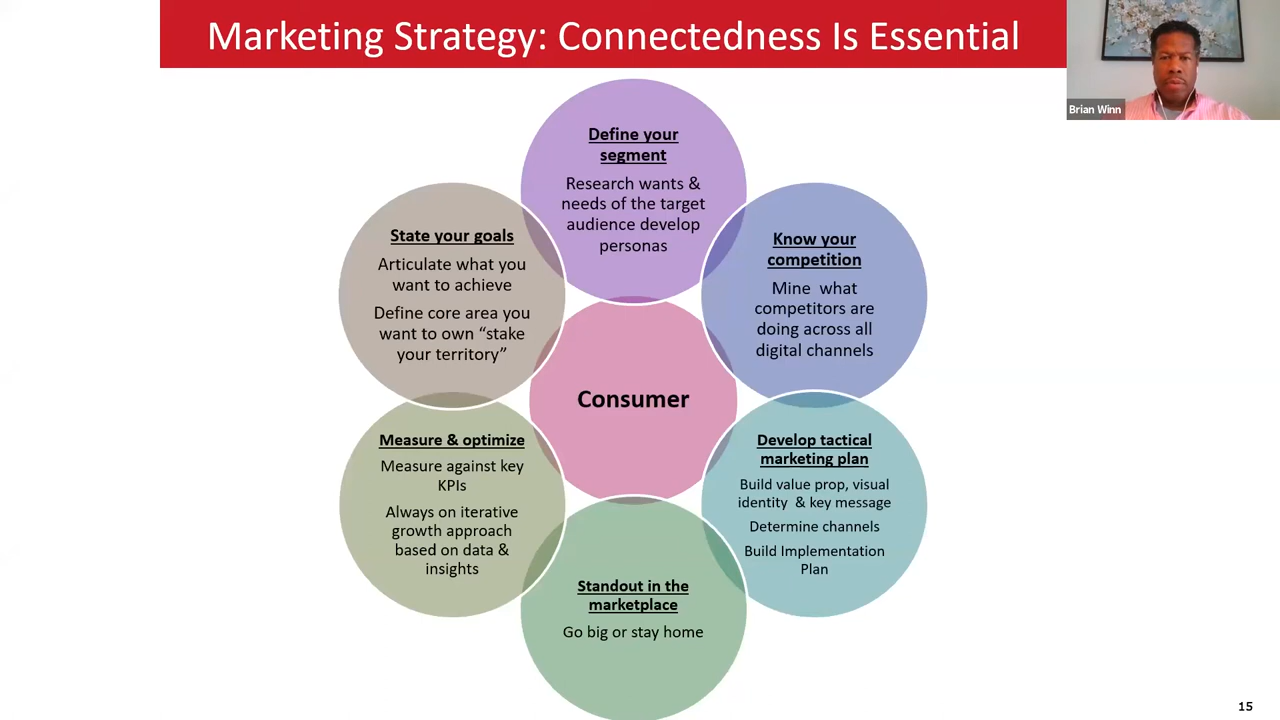 Marketing Strategy: Connectedness Is Essential
Brian Winn
Define your
segment
Research wants &
needs of the target
audience develop
personas
Know your
competition
Mine what
competitors are
doing across all
digital channels
Develop tactical
marketing plan
Build value prop, visual
identity & key message
Determine channels
Build Implementation
Plan
Standout in the
marketplace
Go big or stay home
Measure & optimize
Measure against key
KPIs
Always on iterative
growth approach
based on data &
insights
State your goals
Articulate what you
want to achieve
Define core area you
want to own “stake
your territory”
Consumer
15